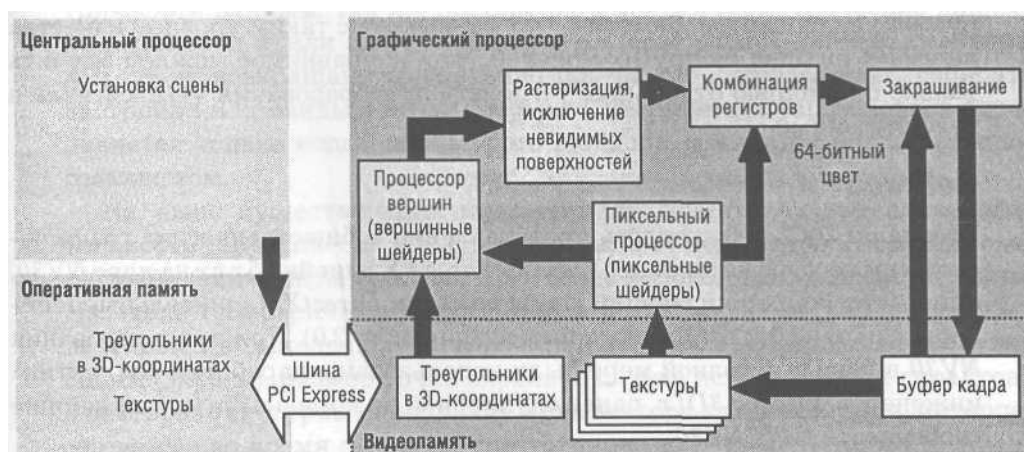 Центральный процессор
Установка сцены
Графический процессор
Растеризация,
исключение
невидимых
поверхностей
Комбинация
регистров
Закрашивание
64-битный
цвет
Процессор
вершин
(вершинные
шейдеры)
Пиксельный
процессор
(пиксельные
шейдеры)
Оперативная память
Треугольники
в 3D-координатах
Текстуры
Шина
PCI Express
Треугольники
в 3D-координатах
Текстуры
Буфер кадра
Видеопамять